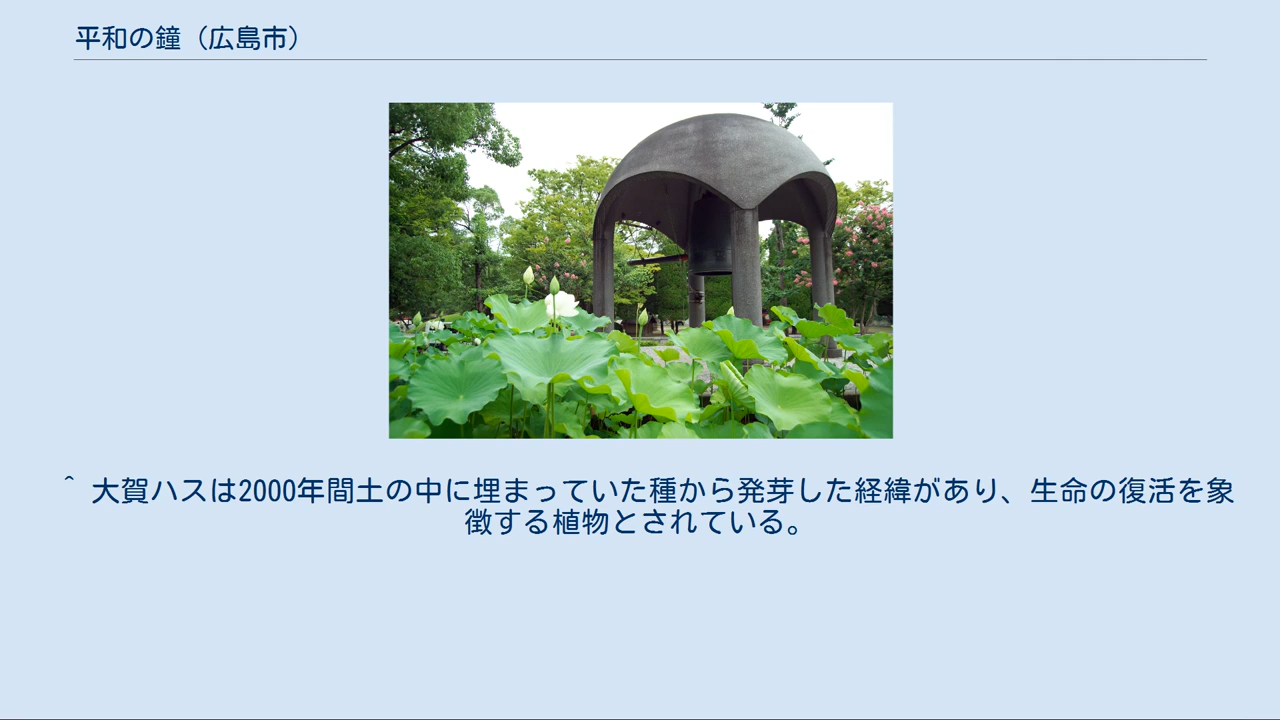 平和の鐘（広島市）
^ 大賀ハスは2000年間土の中に埋まっていた種から発芽した経緯があり、生命の復活を象
徴する植物とされている。